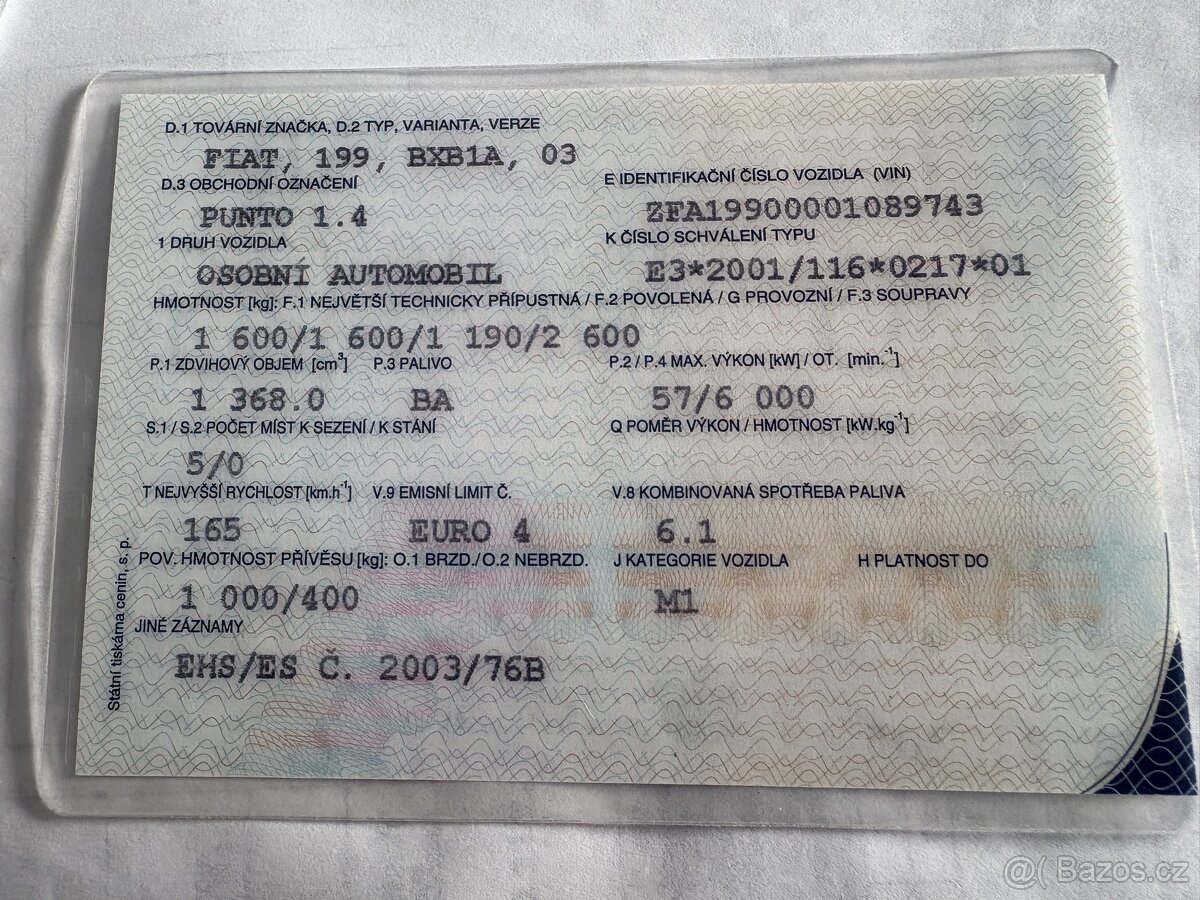 D.1 TOVÁRNÍ ZNAČKA, D.2 TYP, VARIANTA, VERZE
FIAT, 199, BXB1A, 03
D.3 OBCHODNÍ OZNAČENÍ
E IDENTIFIKAČNÍ ČÍSLO VOZIDLA (VIN)
PUNTO 1.4
ZFA19900001089743
1 DRUH VOZIDLA
K ČÍSLO SCHVÁLENÍ TYPU
OSOBNÍ AUTOMOBIL
E3*2001/116*0217*01
HMOTNOST [kg]: F.1 NEJVĚTŠÍ TECHNICKY PŘÍPUSTNÁ / F.2 POVOLENÁ / G PROVOZNÍ / F.3 SOUPRAVY
1 600/1 600/1 190/2 600
P.1 ZDVIHOVÝ OBJEM [cm³] P.3 PALIVO P.2 / P.4 MAX. VÝKON [kW] / OT. [min.⁻¹]
1 368.0 BA 57/6 000
S.1 / S.2 POČET MÍST K SEZENÍ / K STÁNÍ Q POMĚR VÝKON / HMOTNOST [kW.kg⁻¹]
5/0
T NEJVYŠŠÍ RYCHLOST [km.h⁻¹] V.9 EMISNÍ LIMIT Č. V.8 KOMBINOVANÁ SPOTŘEBA PALIVA
165 EURO 4 6.1
POV. HMOTNOST PŘÍVĚSU [kg]: O.1 BRZD./O.2 NEBRZD. J KATEGORIE VOZIDLA H PLATNOST DO
1 000/400 M1
JINÉ ZÁZNAMY
EHS/ES Č. 2003/76B
Státní tiskárna cenin, s. p.
@( Bazos.cz